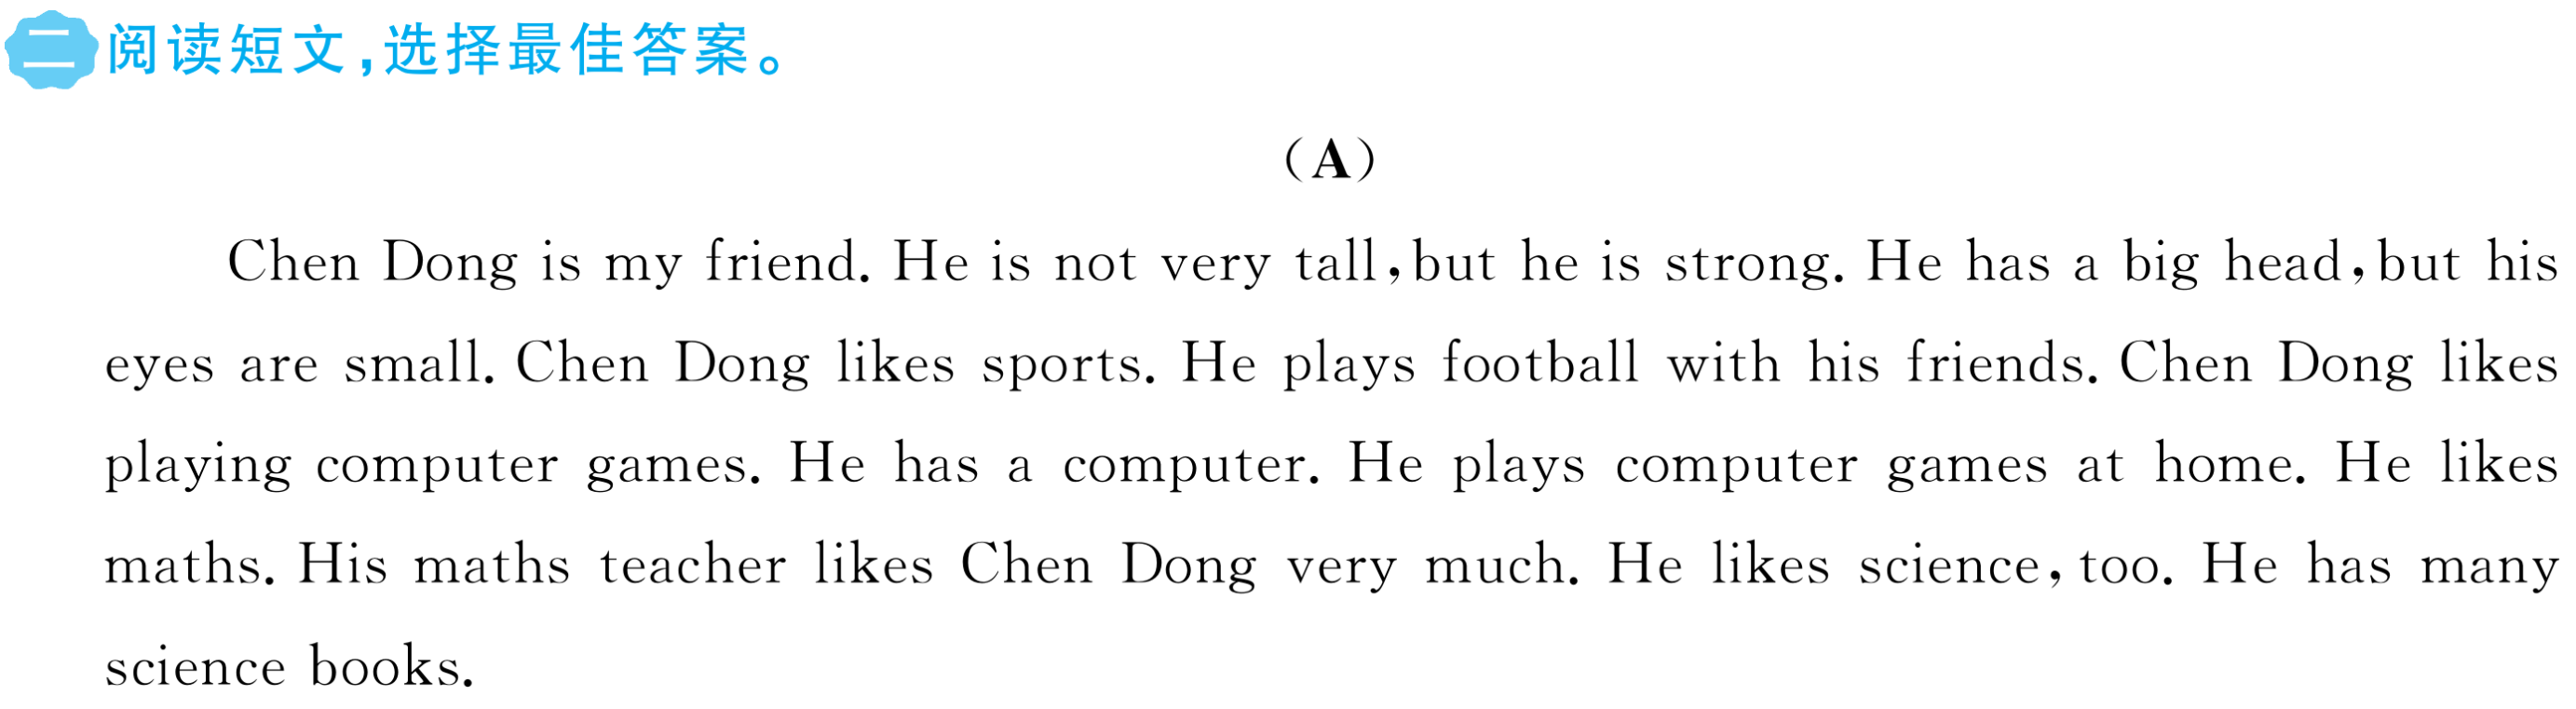 二 阅读短文,选择最佳答案。
(A)
Chen Dong is my friend. He is not very tall, but he is strong. He has a big head, but his
eyes are small. Chen Dong likes sports. He plays football with his friends. Chen Dong likes
playing computer games. He has a computer. He plays computer games at home. He likes
maths. His maths teacher likes Chen Dong very much. He likes science, too. He has many
science books.